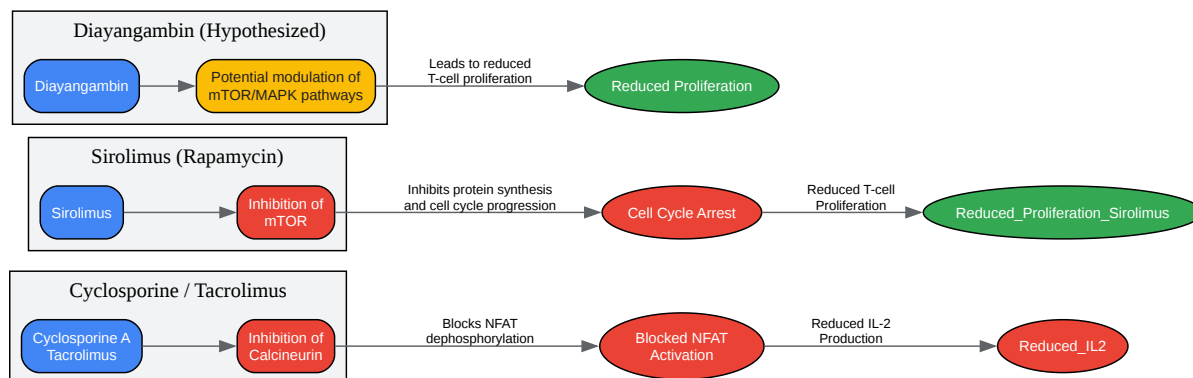 Diayangambin (Hypothesized)
Diayangambin
Potential modulation of
mTOR/MAPK pathways
Leads to reduced
T-cell proliferation
Reduced Proliferation
Sirolimus (Rapamycin)
Sirolimus
Inhibition of
mTOR
Inhibits protein synthesis
and cell cycle progression
Cell Cycle Arrest
Reduced T-cell
Proliferation
Reduced_Proliferation_Sirolimus
Cyclosporine / Tacrolimus
Cyclosporine A
Tacrolimus
Inhibition of
Calcineurin
Blocks NFAT
dephosphorylation
Blocked NFAT
Activation
Reduced IL-2
Production
Reduced_IL2